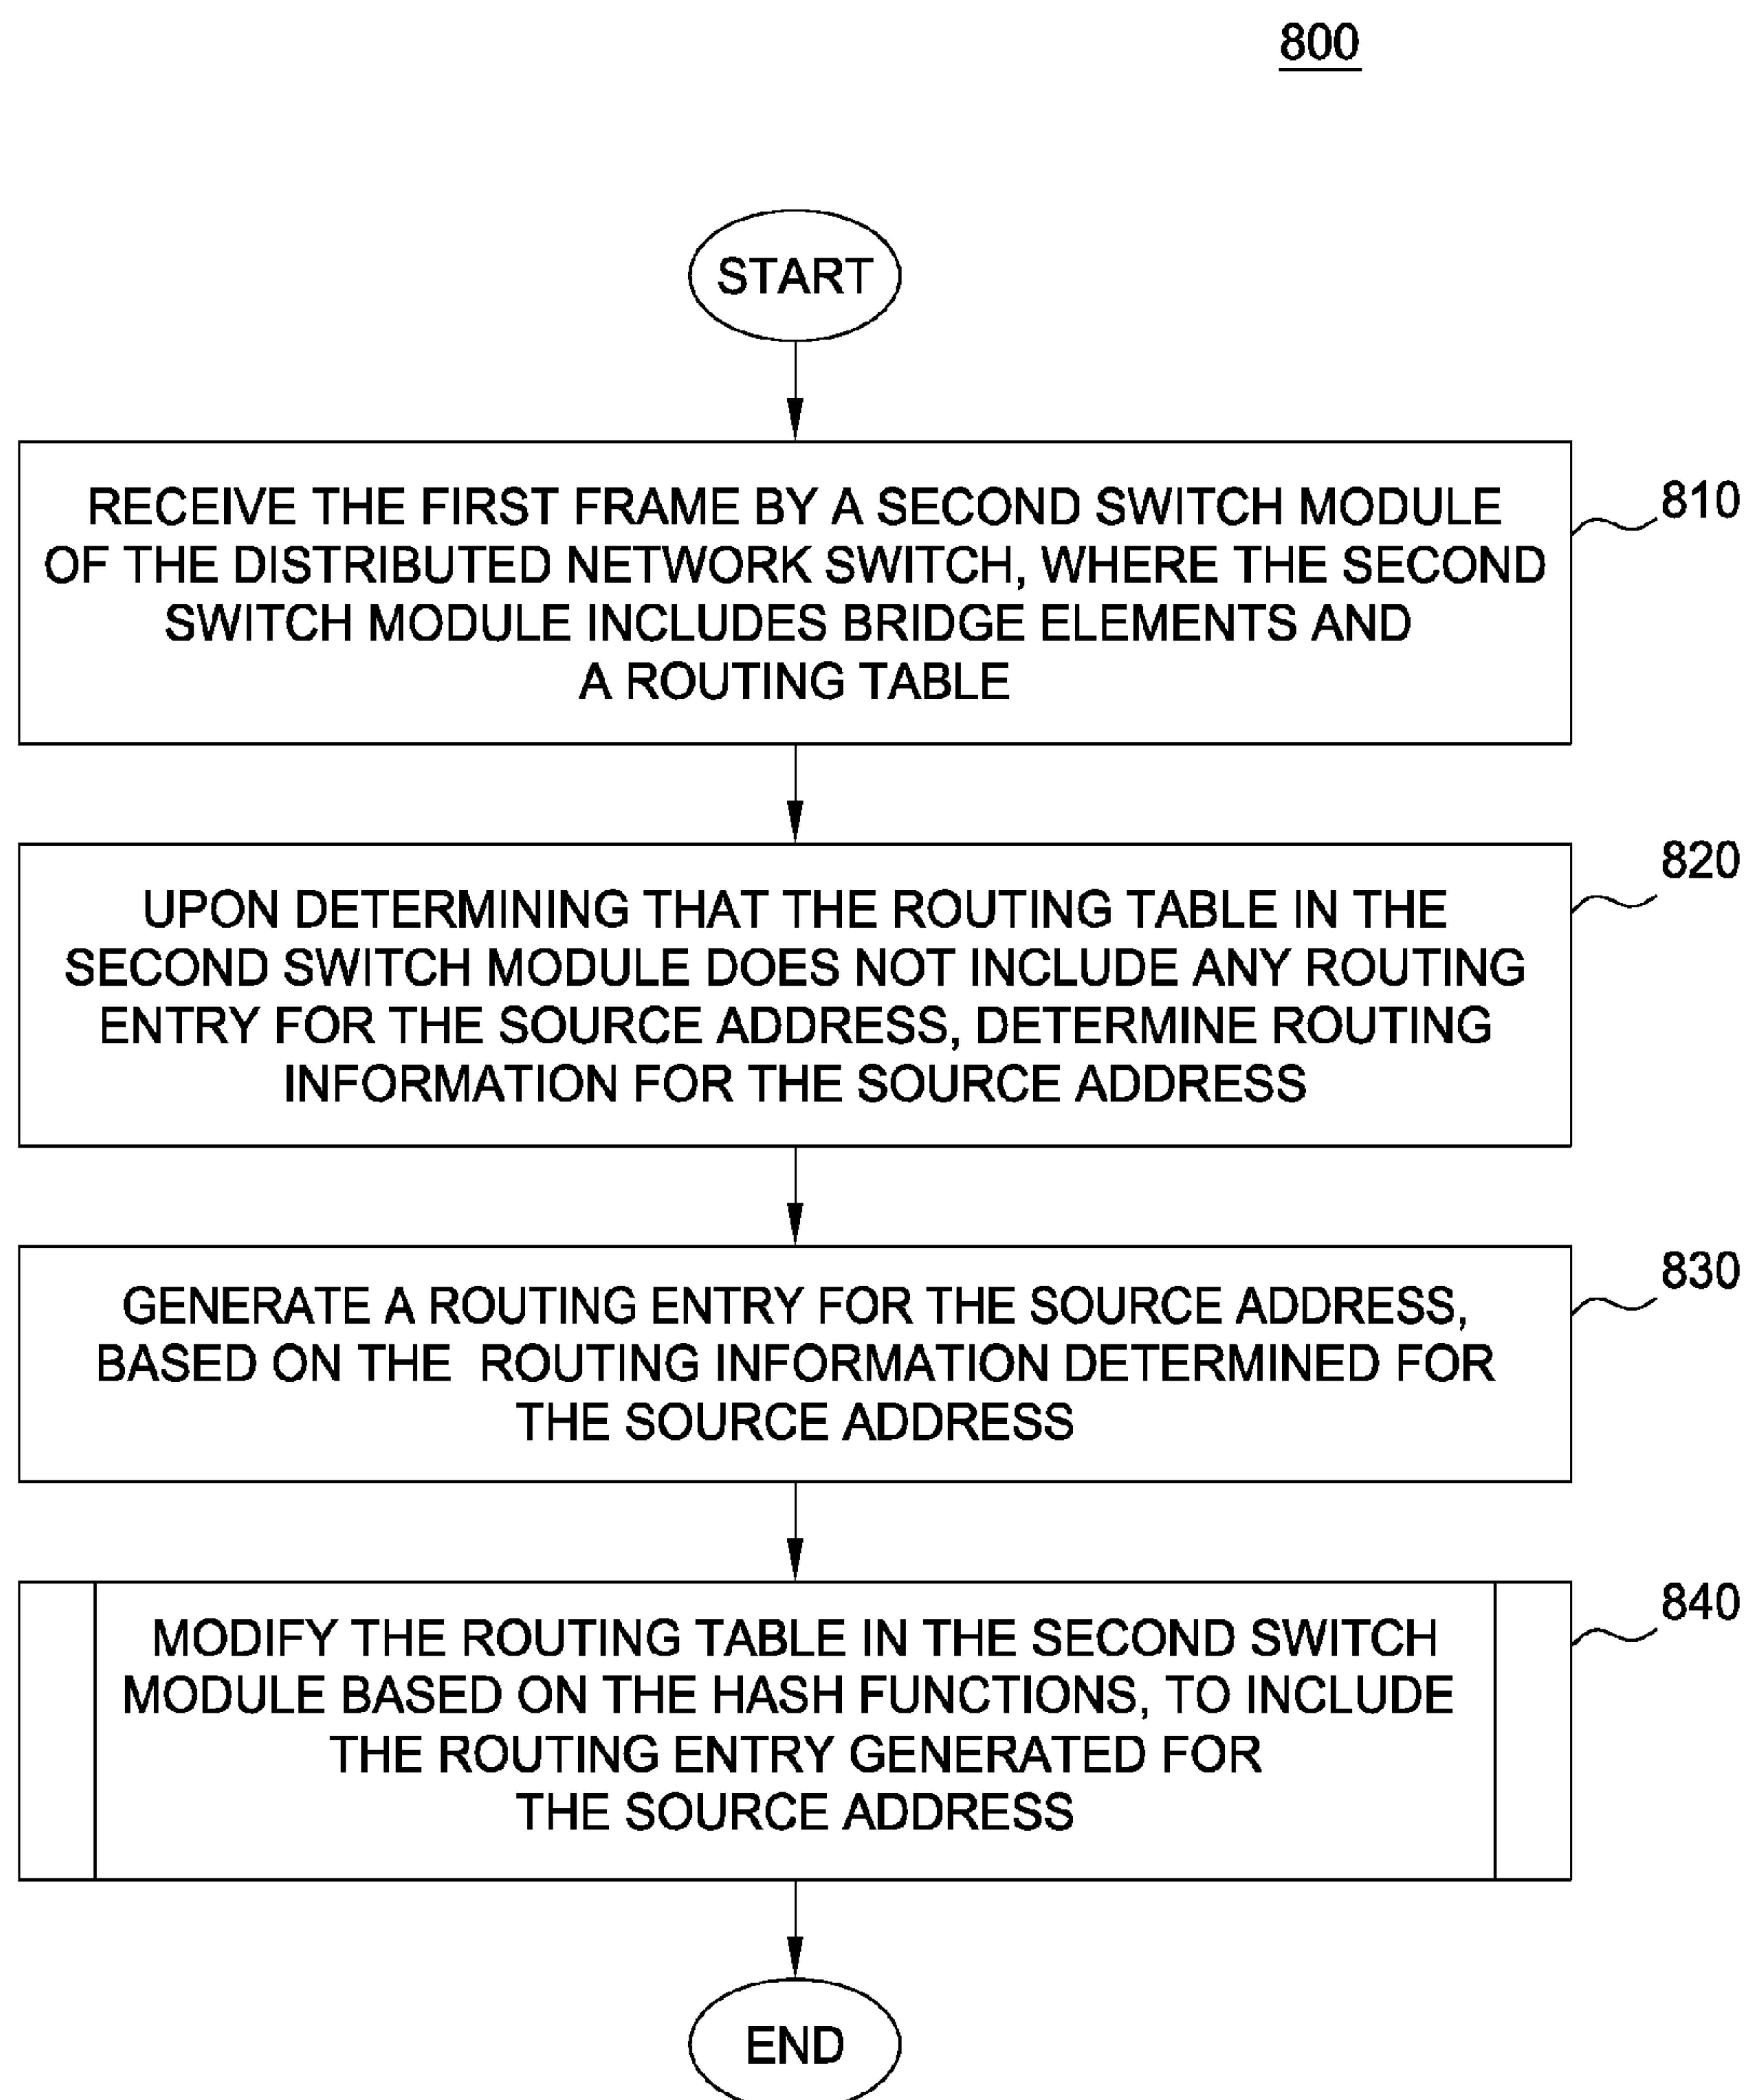 800
START
RECEIVE THE FIRST FRAME BY A SECOND SWITCH MODULE
OF THE DISTRIBUTED NETWORK SWITCH, WHERE THE SECOND
SWITCH MODULE INCLUDES BRIDGE ELEMENTS AND
A ROUTING TABLE
810
UPON DETERMINING THAT THE ROUTING TABLE IN THE
SECOND SWITCH MODULE DOES NOT INCLUDE ANY ROUTING
ENTRY FOR THE SOURCE ADDRESS, DETERMINE ROUTING
INFORMATION FOR THE SOURCE ADDRESS
820
GENERATE A ROUTING ENTRY FOR THE SOURCE ADDRESS,
BASED ON THE ROUTING INFORMATION DETERMINED FOR
THE SOURCE ADDRESS
830
MODIFY THE ROUTING TABLE IN THE SECOND SWITCH
MODULE BASED ON THE HASH FUNCTIONS, TO INCLUDE
THE ROUTING ENTRY GENERATED FOR
THE SOURCE ADDRESS
840
END